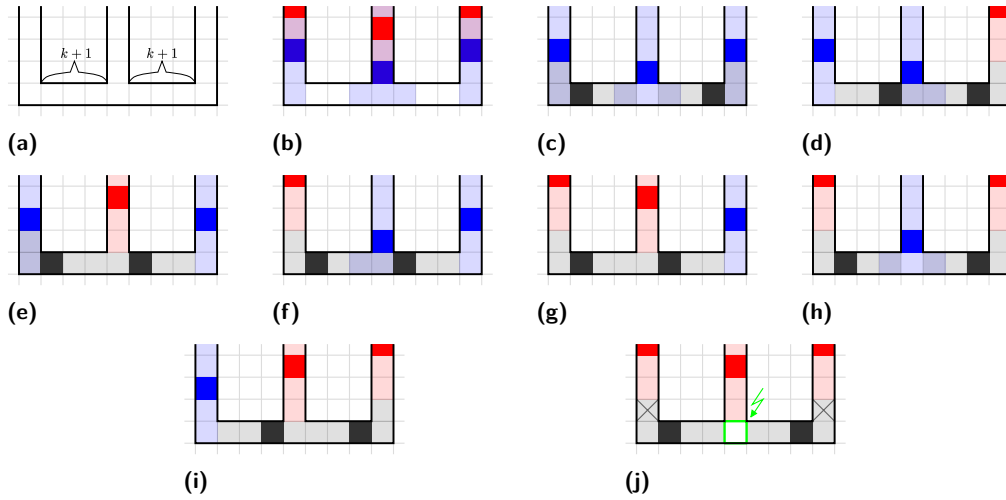 k + 1 k + 1
(a) (b) (c) (d)
(e) (f) (g) (h)
(i) (j)